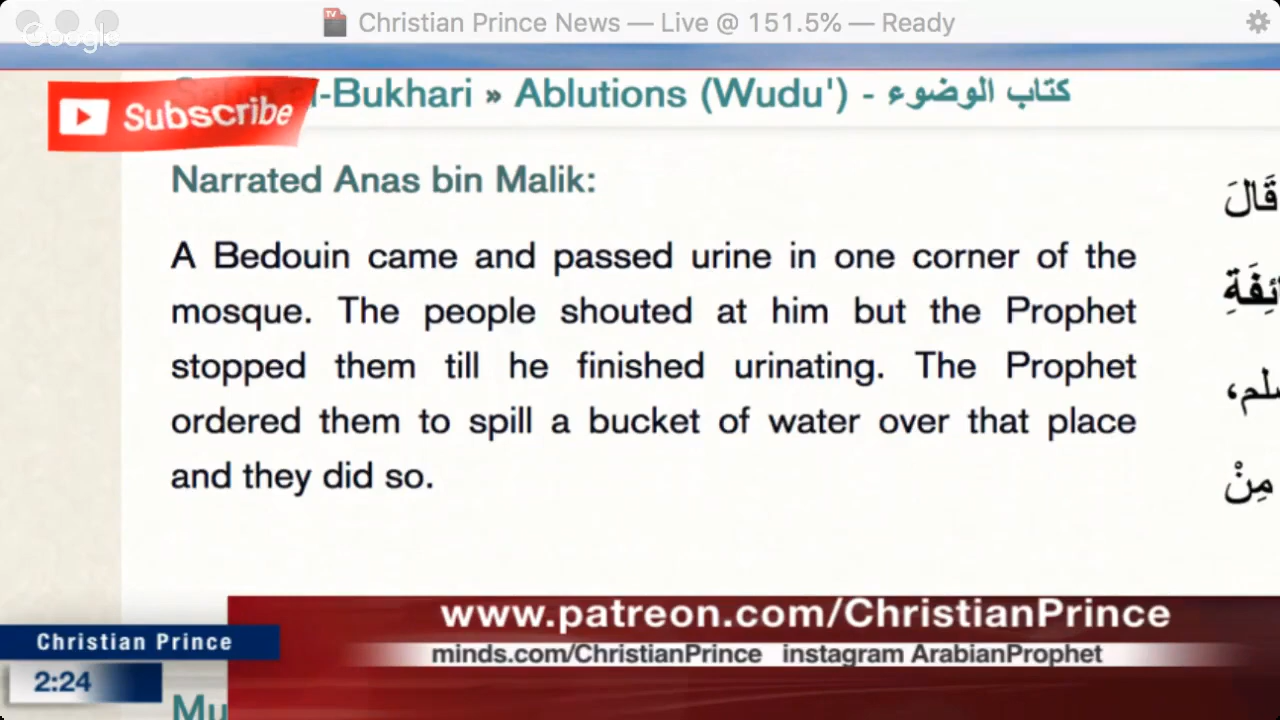 Christian Prince News — Live @ 151.5% — Ready
Google
al-Bukhari » Ablutions (Wudu') - كتاب الوضوء
Subscribe
Narrated Anas bin Malik:
قَالَ
A Bedouin came and passed urine in one corner of the
mosque. The people shouted at him but the Prophet
stopped them till he finished urinating. The Prophet
ordered them to spill a bucket of water over that place
مِنْ
and they did so.
www.patreon.com/ChristianPrince
Christian Prince
minds.com/ChristianPrince instagram ArabianProphet
2:24